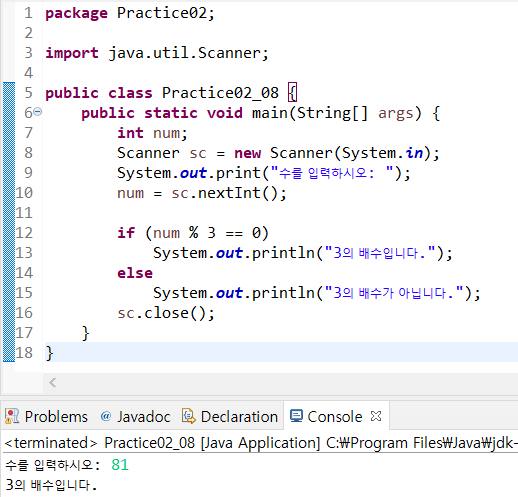 1 package Practice02;
2
3 import java.util.Scanner;
4
5 public class Practice02_08 {
6 public static void main(String[] args) {
7 int num;
8 Scanner sc = new Scanner(System.in);
9 System.out.print("수를 입력하시오: ");
10 num = sc.nextInt();
11
12 if (num % 3 == 0)
13 System.out.println("3의 배수입니다.");
14 else
15 System.out.println("3의 배수가 아닙니다.");
16 sc.close();
17 }
18 }
Problems @ Javadoc Declaration Console
<terminated> Practice02_08 [Java Application] C:₩Program Files₩Java₩jdk-
수를 입력하시오: 81
3의 배수입니다.